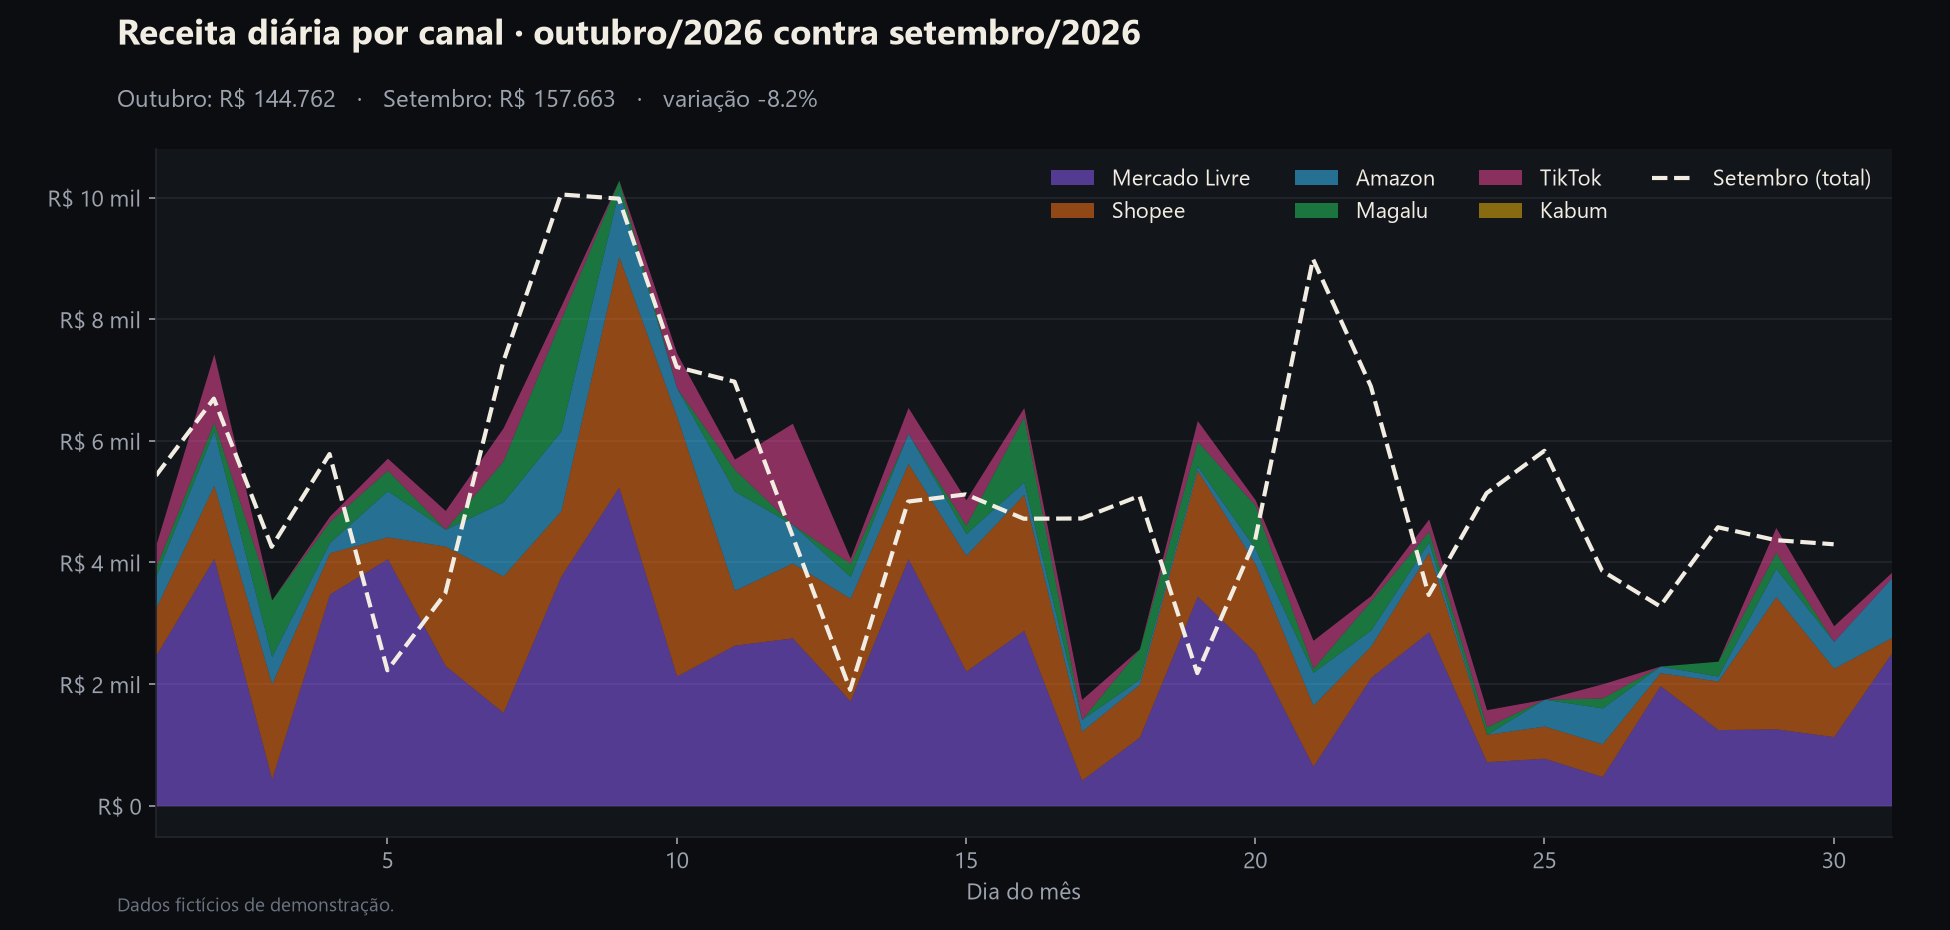 Receita diária por canal · outubro/2026 contra setembro/2026
Outubro: R$ 144.762 · Setembro: R$ 157.663 · variação -8.2%
Mercado Livre Amazon TikTok Setembro (total)
Shopee Magalu Kabum
R$ 10 mil
R$ 8 mil
R$ 6 mil
R$ 4 mil
R$ 2 mil
R$ 0
5 10 15 20 25 30
Dia do mês
Dados fictícios de demonstração.